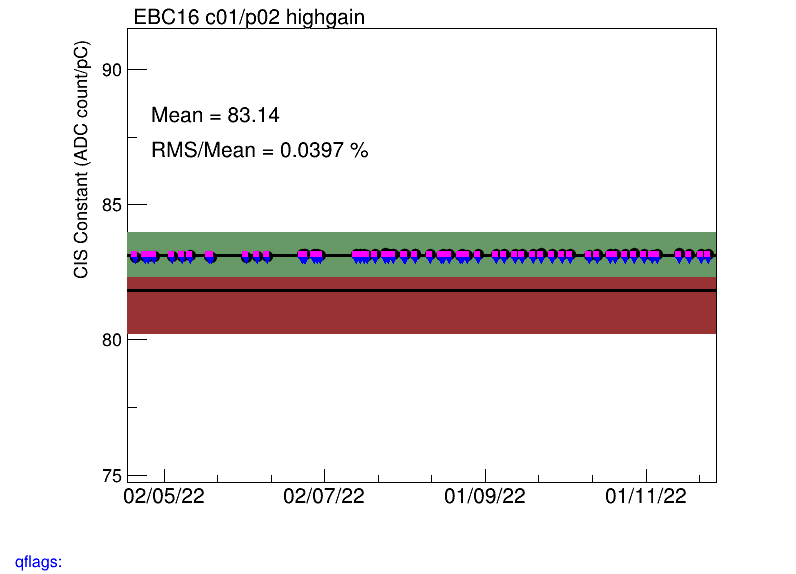 EBC16 c01/p02 highgain
CIS Constant (ADC count/pC)
90
Mean = 83.14
RMS/Mean = 0.0397 %
85
80
75
02/05/22 02/07/22 01/09/22 01/11/22
qflags: